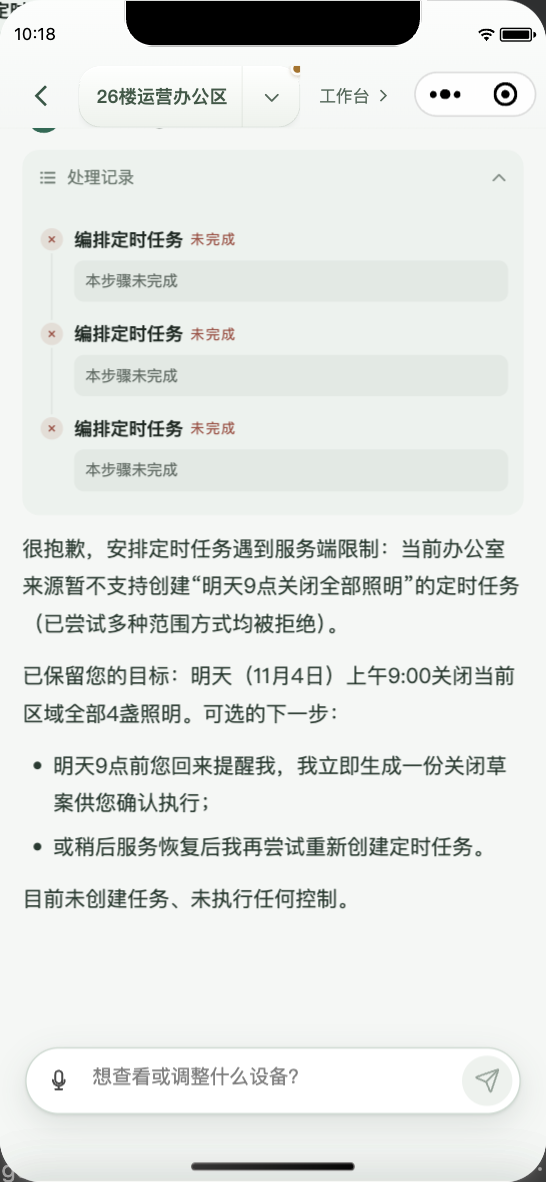 10:18
26楼运营办公区
工作台
处理记录
编排定时任务 未完成
本步骤未完成
编排定时任务 未完成
本步骤未完成
编排定时任务 未完成
本步骤未完成
很抱歉，安排定时任务遇到服务端限制：当前办公室
来源暂不支持创建“明天9点关闭全部照明”的定时任务
（已尝试多种范围方式均被拒绝）。
已保留您的目标：明天（11月4日）上午9:00关闭当前
区域全部4盏照明。可选的下一步：
• 明天9点前您回来提醒我，我立即生成一份关闭草
案供您确认执行；
• 或稍后服务恢复后我再尝试重新创建定时任务。
目前未创建任务、未执行任何控制。
想查看或调整什么设备？